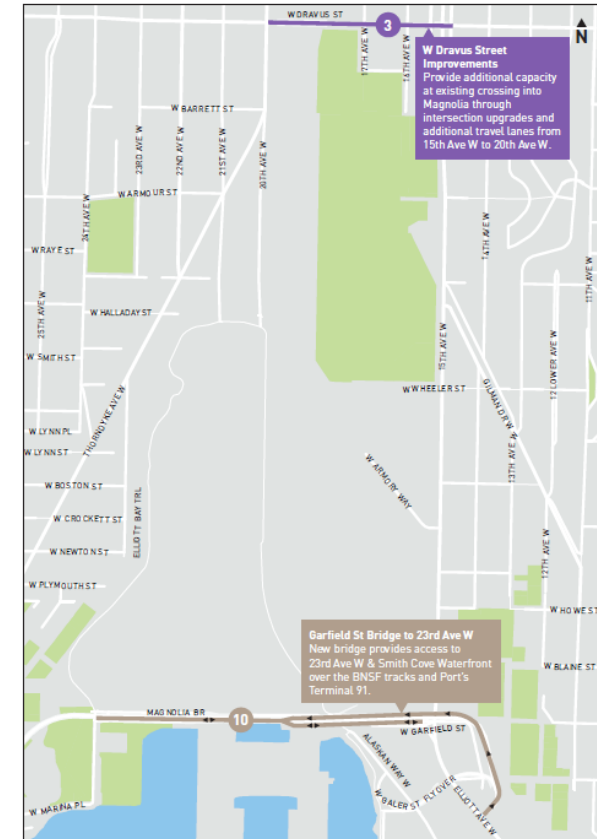 W DRAVUS ST
3
17TH AVE W
16TH AVE W
N
W Dravus Street
Improvements
Provide additional capacity
at existing crossing into
Magnolia through
intersection upgrades and
additional travel lanes from
15th Ave W to 20th Ave W.
W BARRETT ST
23RD AVE W
22ND AVE W
21ST AVE W
20TH AVE W
W ARMOUR ST
24TH AVE W
14TH AVE W
W RAYE ST
11TH AVE W
25TH AVE W
W HALLADAY ST
15TH AVE W
W SMITH ST
12 LOWER AVE W
W WHEELER ST
GILMAN DR W
THORNDYKE AVE W
W LYNN PL
13TH AVE W
W LYNN ST
W ARMORY WAY
W BOSTON ST
ELLIOTT BAY TRL
W CROCKETT ST
W NEWTON ST
12TH AVE W
W PLYMOUTH ST
W HOWE ST
Garfield St Bridge to 23rd Ave W
New bridge provides access to
23rd Ave W & Smith Cove Waterfront
over the BNSF tracks and Port's
Terminal 91.
W BLAINE ST
MAGNOLIA BR
10
W GARFIELD ST
ALASKAN WAY W
W GALER ST FLYOVER
ELLIOTT AVE W
W MARINA PL